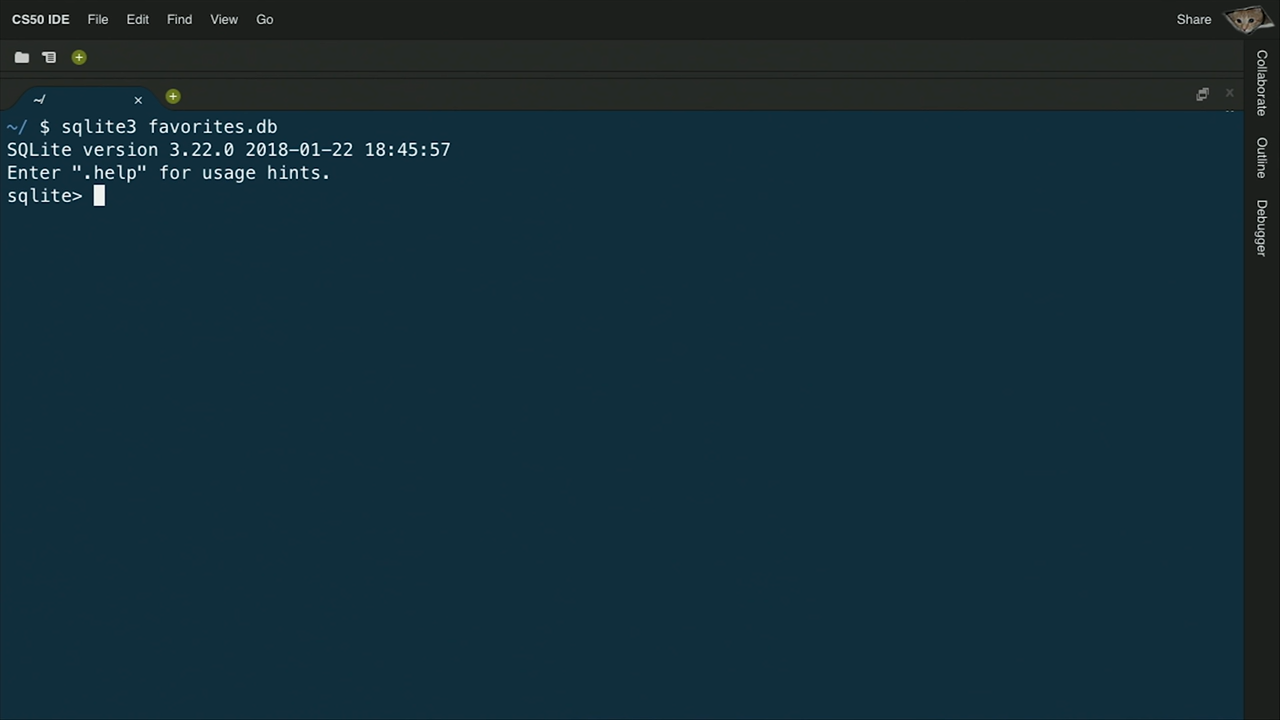 CS50 IDE File Edit Find View Go Share
~/
~/ $ sqlite3 favorites.db
SQLite version 3.22.0 2018-01-22 18:45:57
Enter ".help" for usage hints.
sqlite>
Collaborate
Outline
Debugger